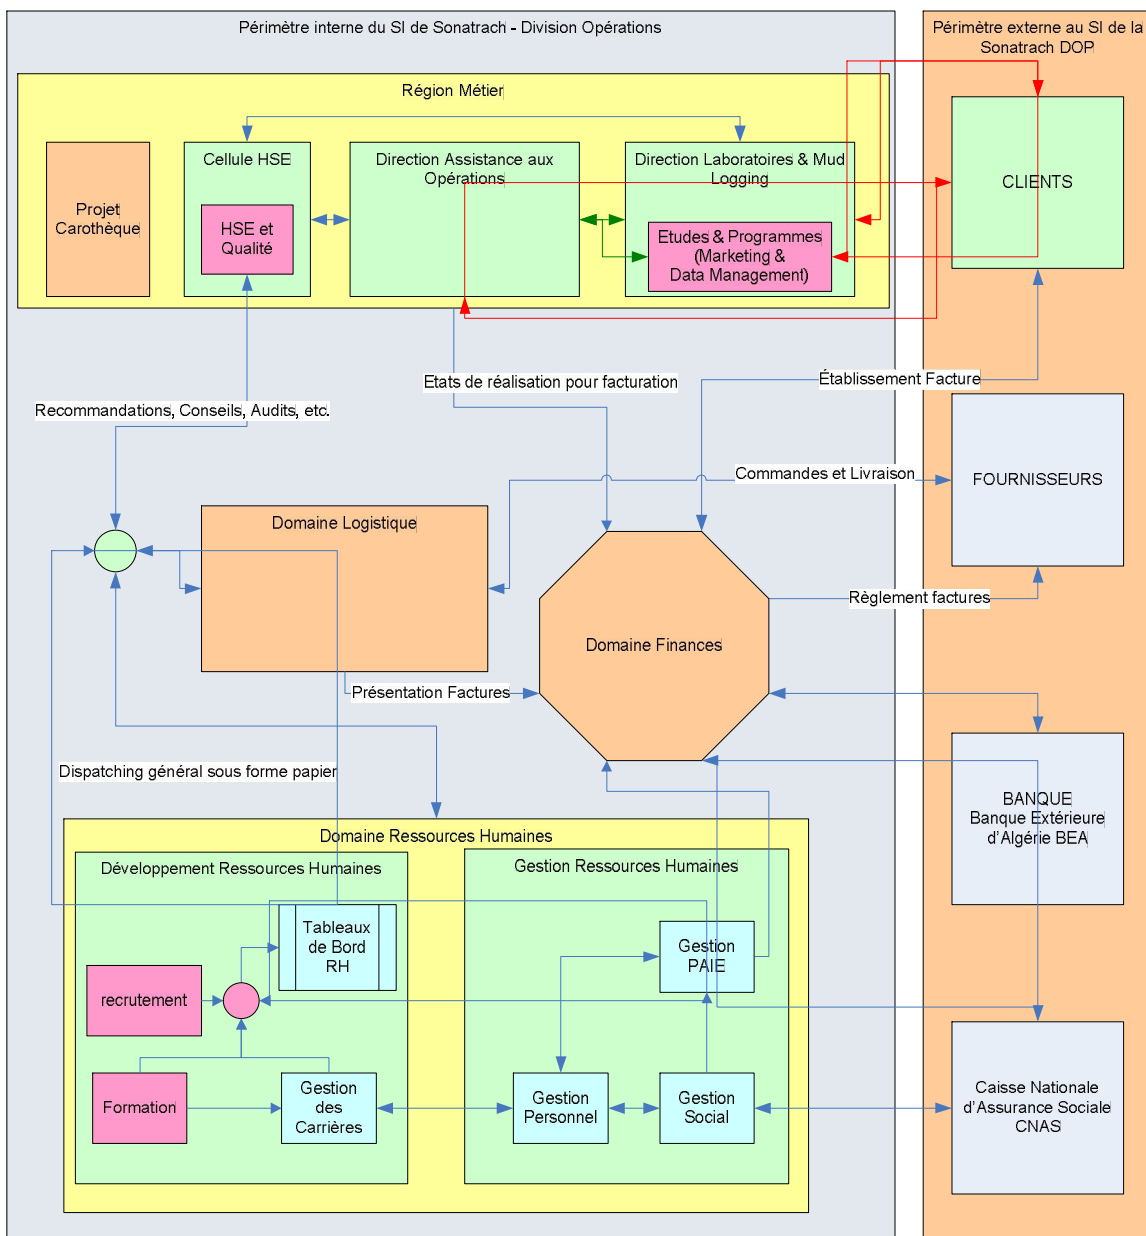 Périmètre interne du SI de Sonatrach - Division Opérations
Périmètre externe au SI de la
Sonatrach DOP
Région Métier
Projet
Carothèque
Cellule HSE
HSE et
Qualité
Direction Assistance aux
Opérations
Direction Laboratoires & Mud
Logging
Etudes & Programmes
(Marketing &
Data Management)
CLIENTS
Etats de réalisation pour facturation
Établissement Facture
Recommandations, Conseils, Audits, etc.
Commandes et Livraison
FOURNISSEURS
Domaine Logistique
Règlement factures
Domaine Finances
Présentation Factures
Dispatching général sous forme papier
BANQUE
Banque Extérieure
d'Algérie BEA
Domaine Ressources Humaines
Développement Ressources Humaines
Gestion Ressources Humaines
Tableaux
de Bord
RH
Gestion
PAIE
recrutement
Formation
Gestion
des
Carrières
Gestion
Personnel
Gestion
Social
Caisse Nationale
d'Assurance Sociale
CNAS